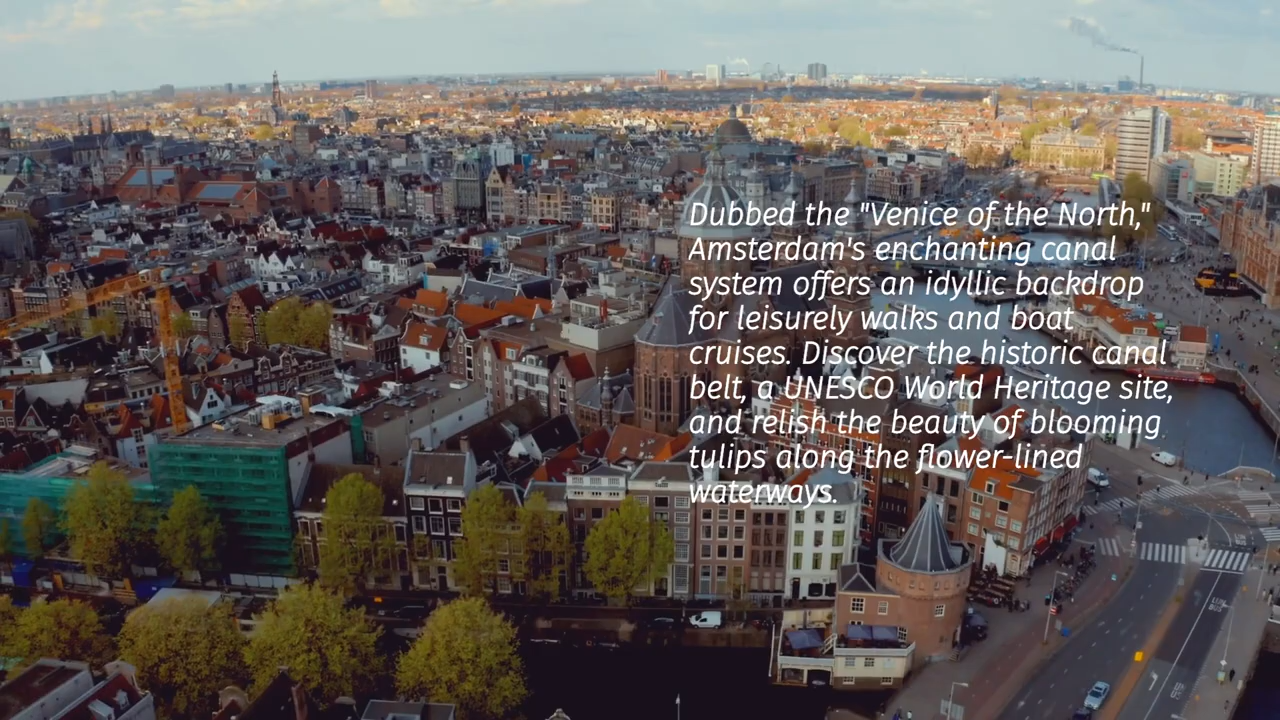 Dubbed the "Venice of the North,"
Amsterdam's enchanting canal
system offers an idyllic backdrop
for leisurely walks and boat
cruises. Discover the historic canal
belt, a UNESCO World Heritage site,
and relish the beauty of blooming
tulips along the flower-lined
waterways.